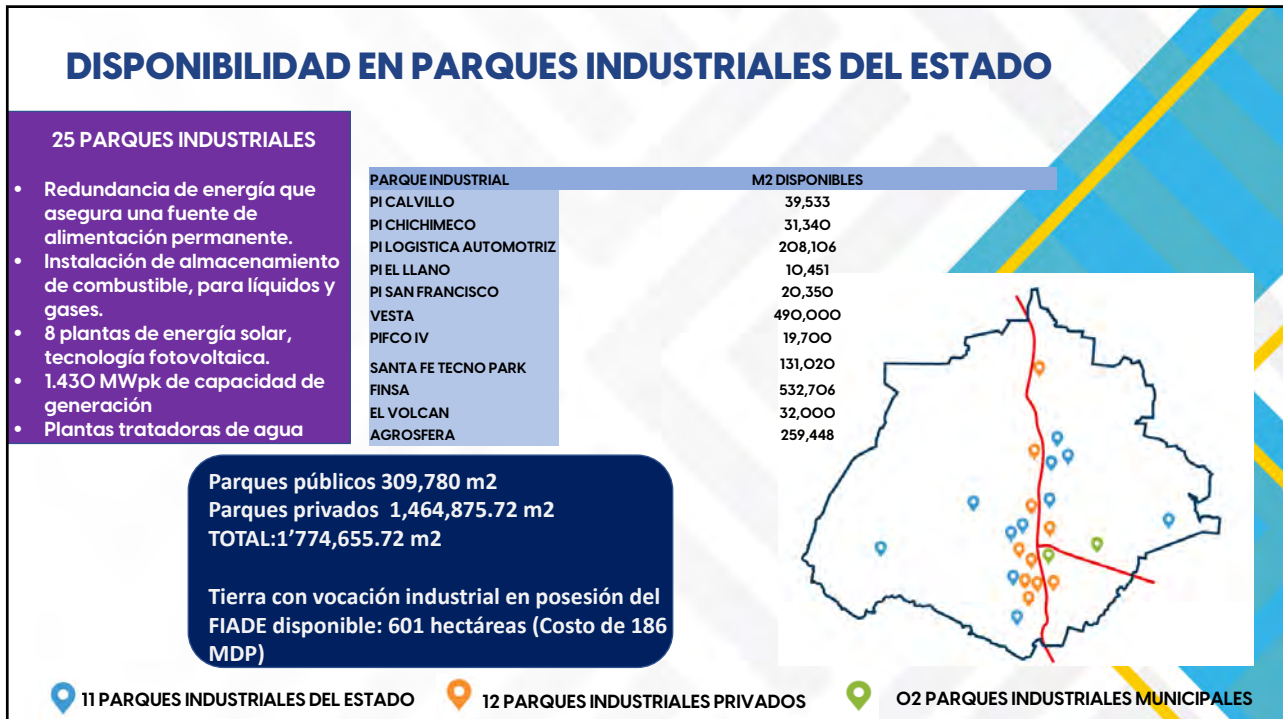 DISPONIBILIDAD EN PARQUES INDUSTRIALES DEL ESTADO
25 PARQUES INDUSTRIALES
• Redundancia de energía que
asegura una fuente de
alimentación permanente.
• Instalación de almacenamiento
de combustible, para líquidos y
gases.
• 8 plantas de energía solar,
tecnología fotovoltaica.
• 1.430 MWpk de capacidad de
generación
• Plantas tratadoras de agua
PARQUE INDUSTRIAL M2 DISPONIBLES
PI CALVILLO 39,533
PI CHICHIMECO 31,340
PI LOGISTICA AUTOMOTRIZ 208,106
PI EL LLANO 10,451
PI SAN FRANCISCO 20,350
VESTA 490,000
PIFCO IV 19,700
SANTA FE TECNO PARK 131,020
FINSA 532,706
EL VOLCAN 32,000
AGROSFERA 259,448
Parques públicos 309,780 m2
Parques privados 1,464,875.72 m2
TOTAL:1’774,655.72 m2
Tierra con vocación industrial en posesión del
FIADE disponible: 601 hectáreas (Costo de 186
MDP)
11 PARQUES INDUSTRIALES DEL ESTADO
12 PARQUES INDUSTRIALES PRIVADOS
02 PARQUES INDUSTRIALES MUNICIPALES